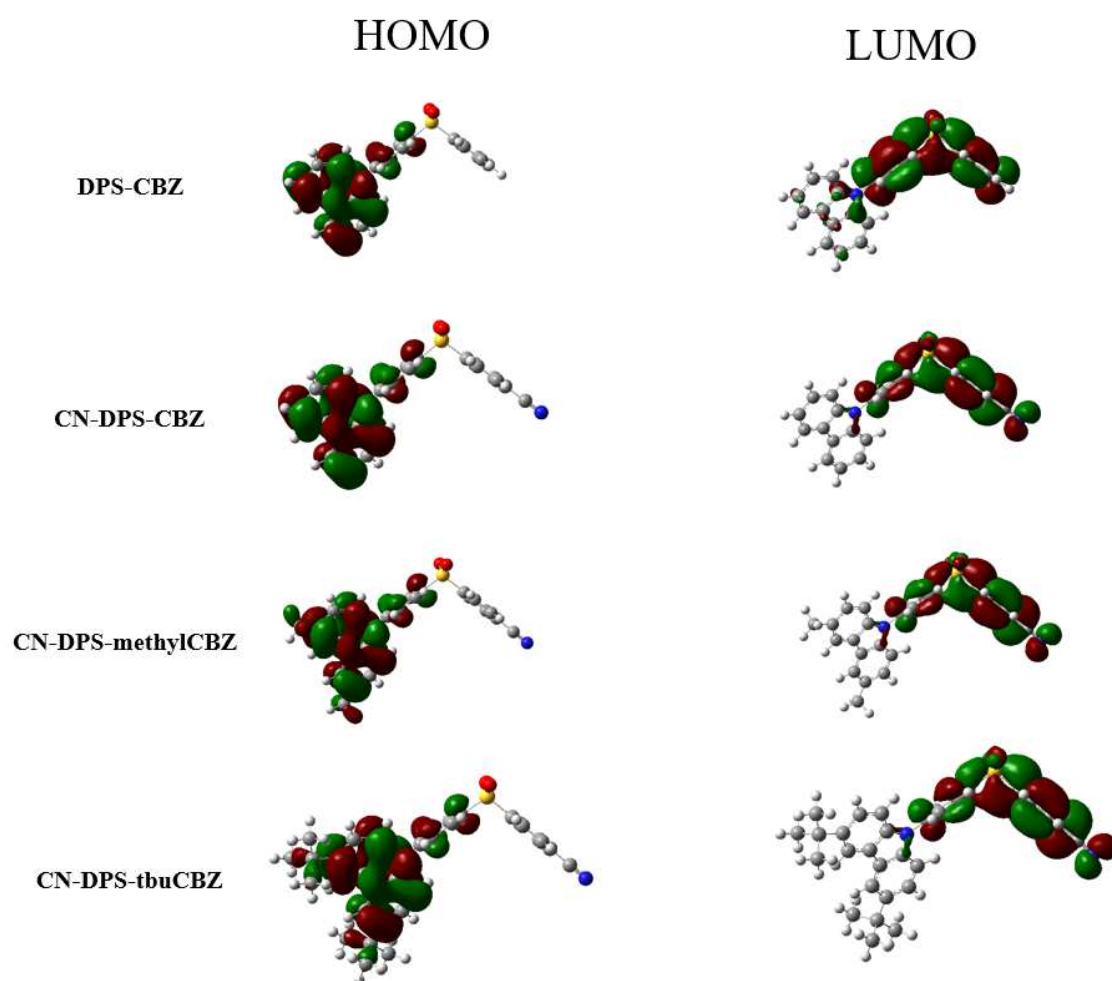 HOMO
LUMO
DPS-CBZ
CN-DPS-CBZ
CN-DPS-methylCBZ
CN-DPS-tbuCBZ